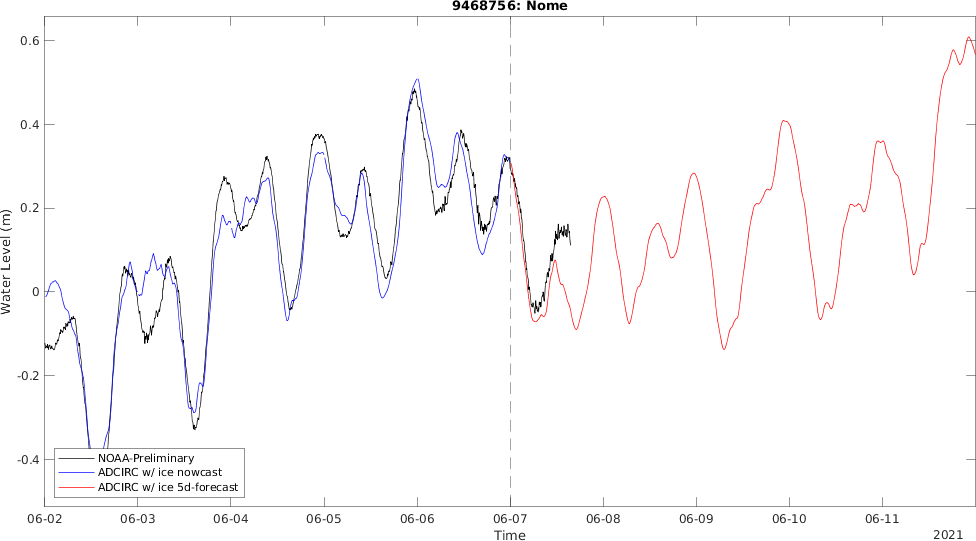 9468756: Nome
Water Level (m)
0.6
0.4
0.2
0
-0.2
-0.4
NOAA-Preliminary
ADCIRC w/ ice nowcast
ADCIRC w/ ice 5d-forecast
06-02 06-03 06-04 06-05 06-06 06-07 06-08 06-09 06-10 06-11
Time
2021